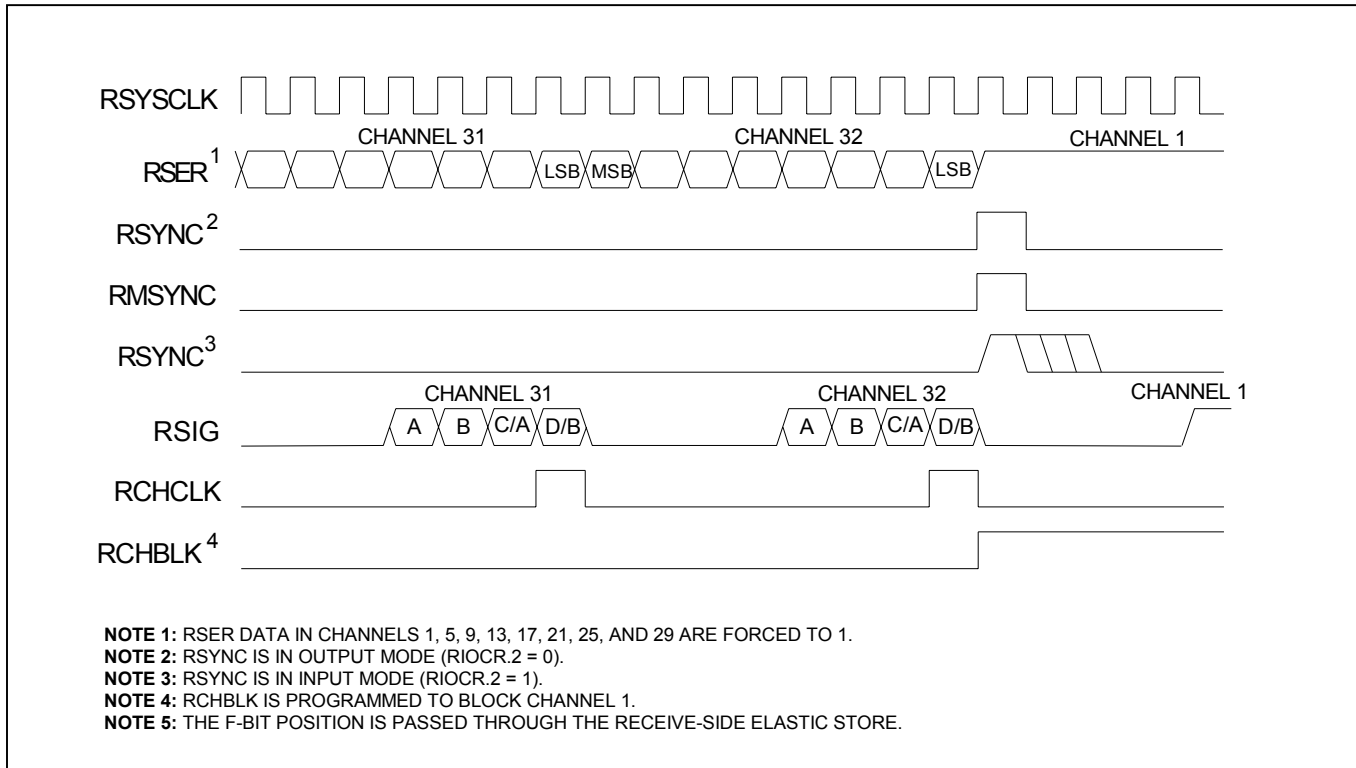 RSYSCLK
CHANNEL 31 CHANNEL 32 CHANNEL 1
RSER1 LSB MSB LSB
RSYNC2
RMSYNC
RSYNC3
CHANNEL 31 CHANNEL 32 CHANNEL 1
RSIG A B C/A D/B A B C/A D/B
RCHCLK
RCHBLK4
NOTE 1: RSER DATA IN CHANNELS 1, 5, 9, 13, 17, 21, 25, AND 29 ARE FORCED TO 1.
NOTE 2: RSYNC IS IN OUTPUT MODE (RIOCR.2 = 0).
NOTE 3: RSYNC IS IN INPUT MODE (RIOCR.2 = 1).
NOTE 4: RCHBLK IS PROGRAMMED TO BLOCK CHANNEL 1.
NOTE 5: THE F-BIT POSITION IS PASSED THROUGH THE RECEIVE-SIDE ELASTIC STORE.